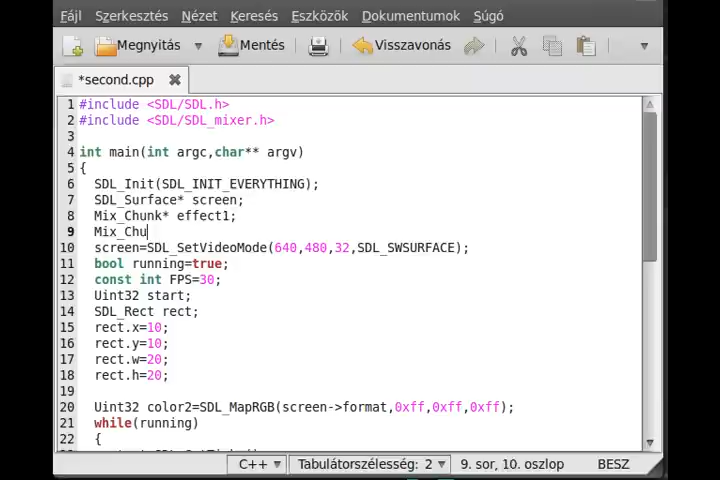 Fájl Szerkesztés Nézet Keresés Eszközök Dokumentumok Súgó
Megnyitás Mentés Visszavonás
*second.cpp
1 #include <SDL/SDL.h>
2 #include <SDL/SDL_mixer.h>
3
4 int main(int argc,char** argv)
5 {
6 SDL_Init(SDL_INIT_EVERYTHING);
7 SDL_Surface* screen;
8 Mix_Chunk* effect1;
9 Mix_Chu
10 screen=SDL_SetVideoMode(640,480,32,SDL_SWSURFACE);
11 bool running=true;
12 const int FPS=30;
13 Uint32 start;
14 SDL_Rect rect;
15 rect.x=10;
16 rect.y=10;
17 rect.w=20;
18 rect.h=20;
19
20 Uint32 color2=SDL_MapRGB(screen->format,0xff,0xff,0xff);
21 while(running)
22 {
C++ Tabulátorszélesség: 2 9. sor, 10. oszlop BESZ